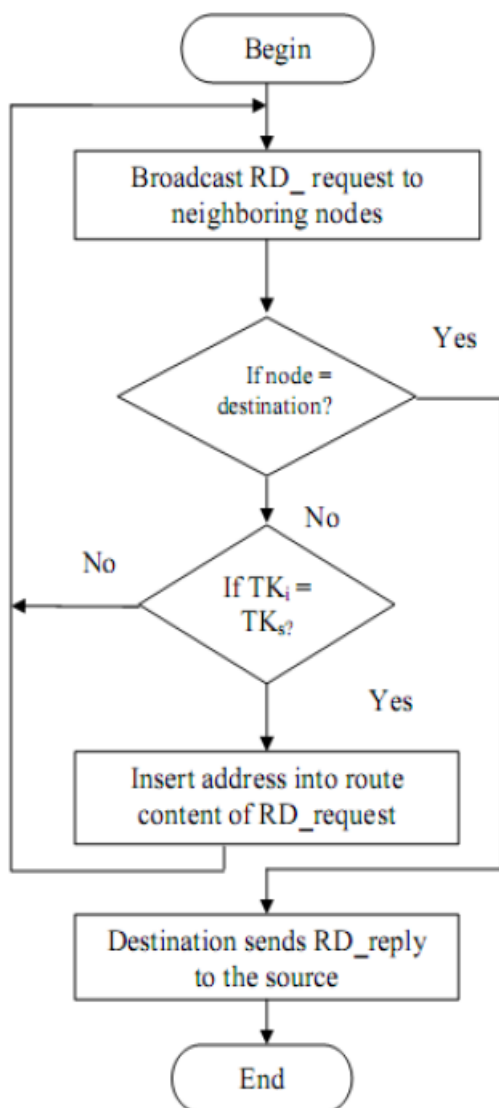 Begin
Broadcast RD_ request to
neighboring nodes
Yes
If node =
destination?
No
No
If TKi =
TKs?
Yes
Insert address into route
content of RD_request
Destination sends RD_reply
to the source
End